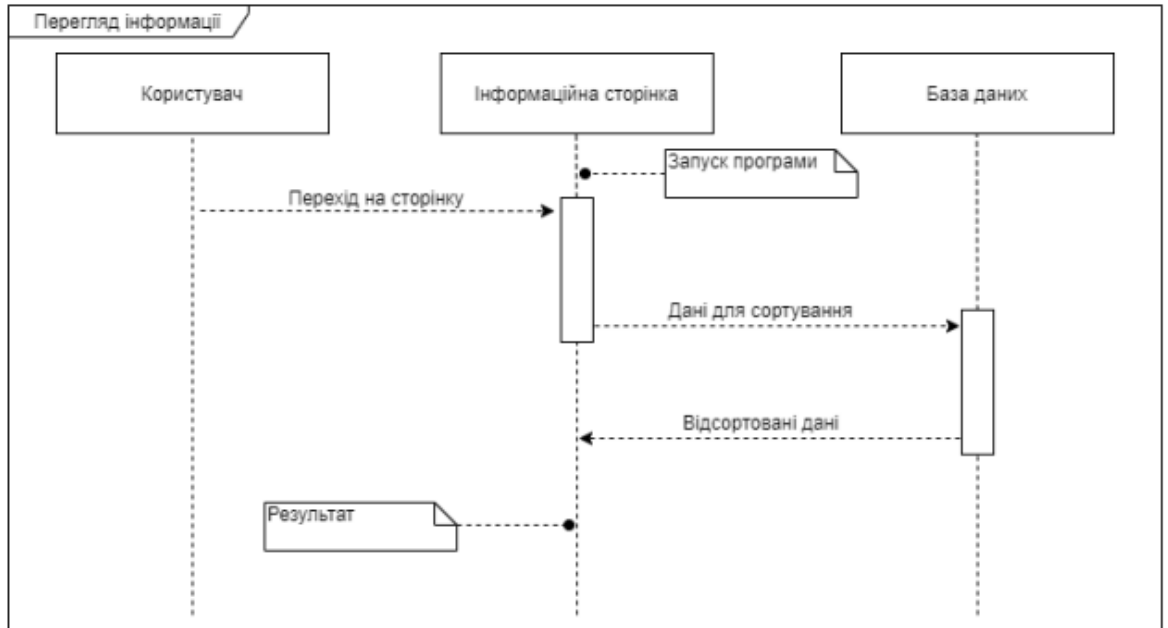 Перегляд інформації
Користувач
Інформаційна сторінка
База даних
Запуск програми
Перехід на сторінку
Дані для сортування
Відсортовані дані
Результат